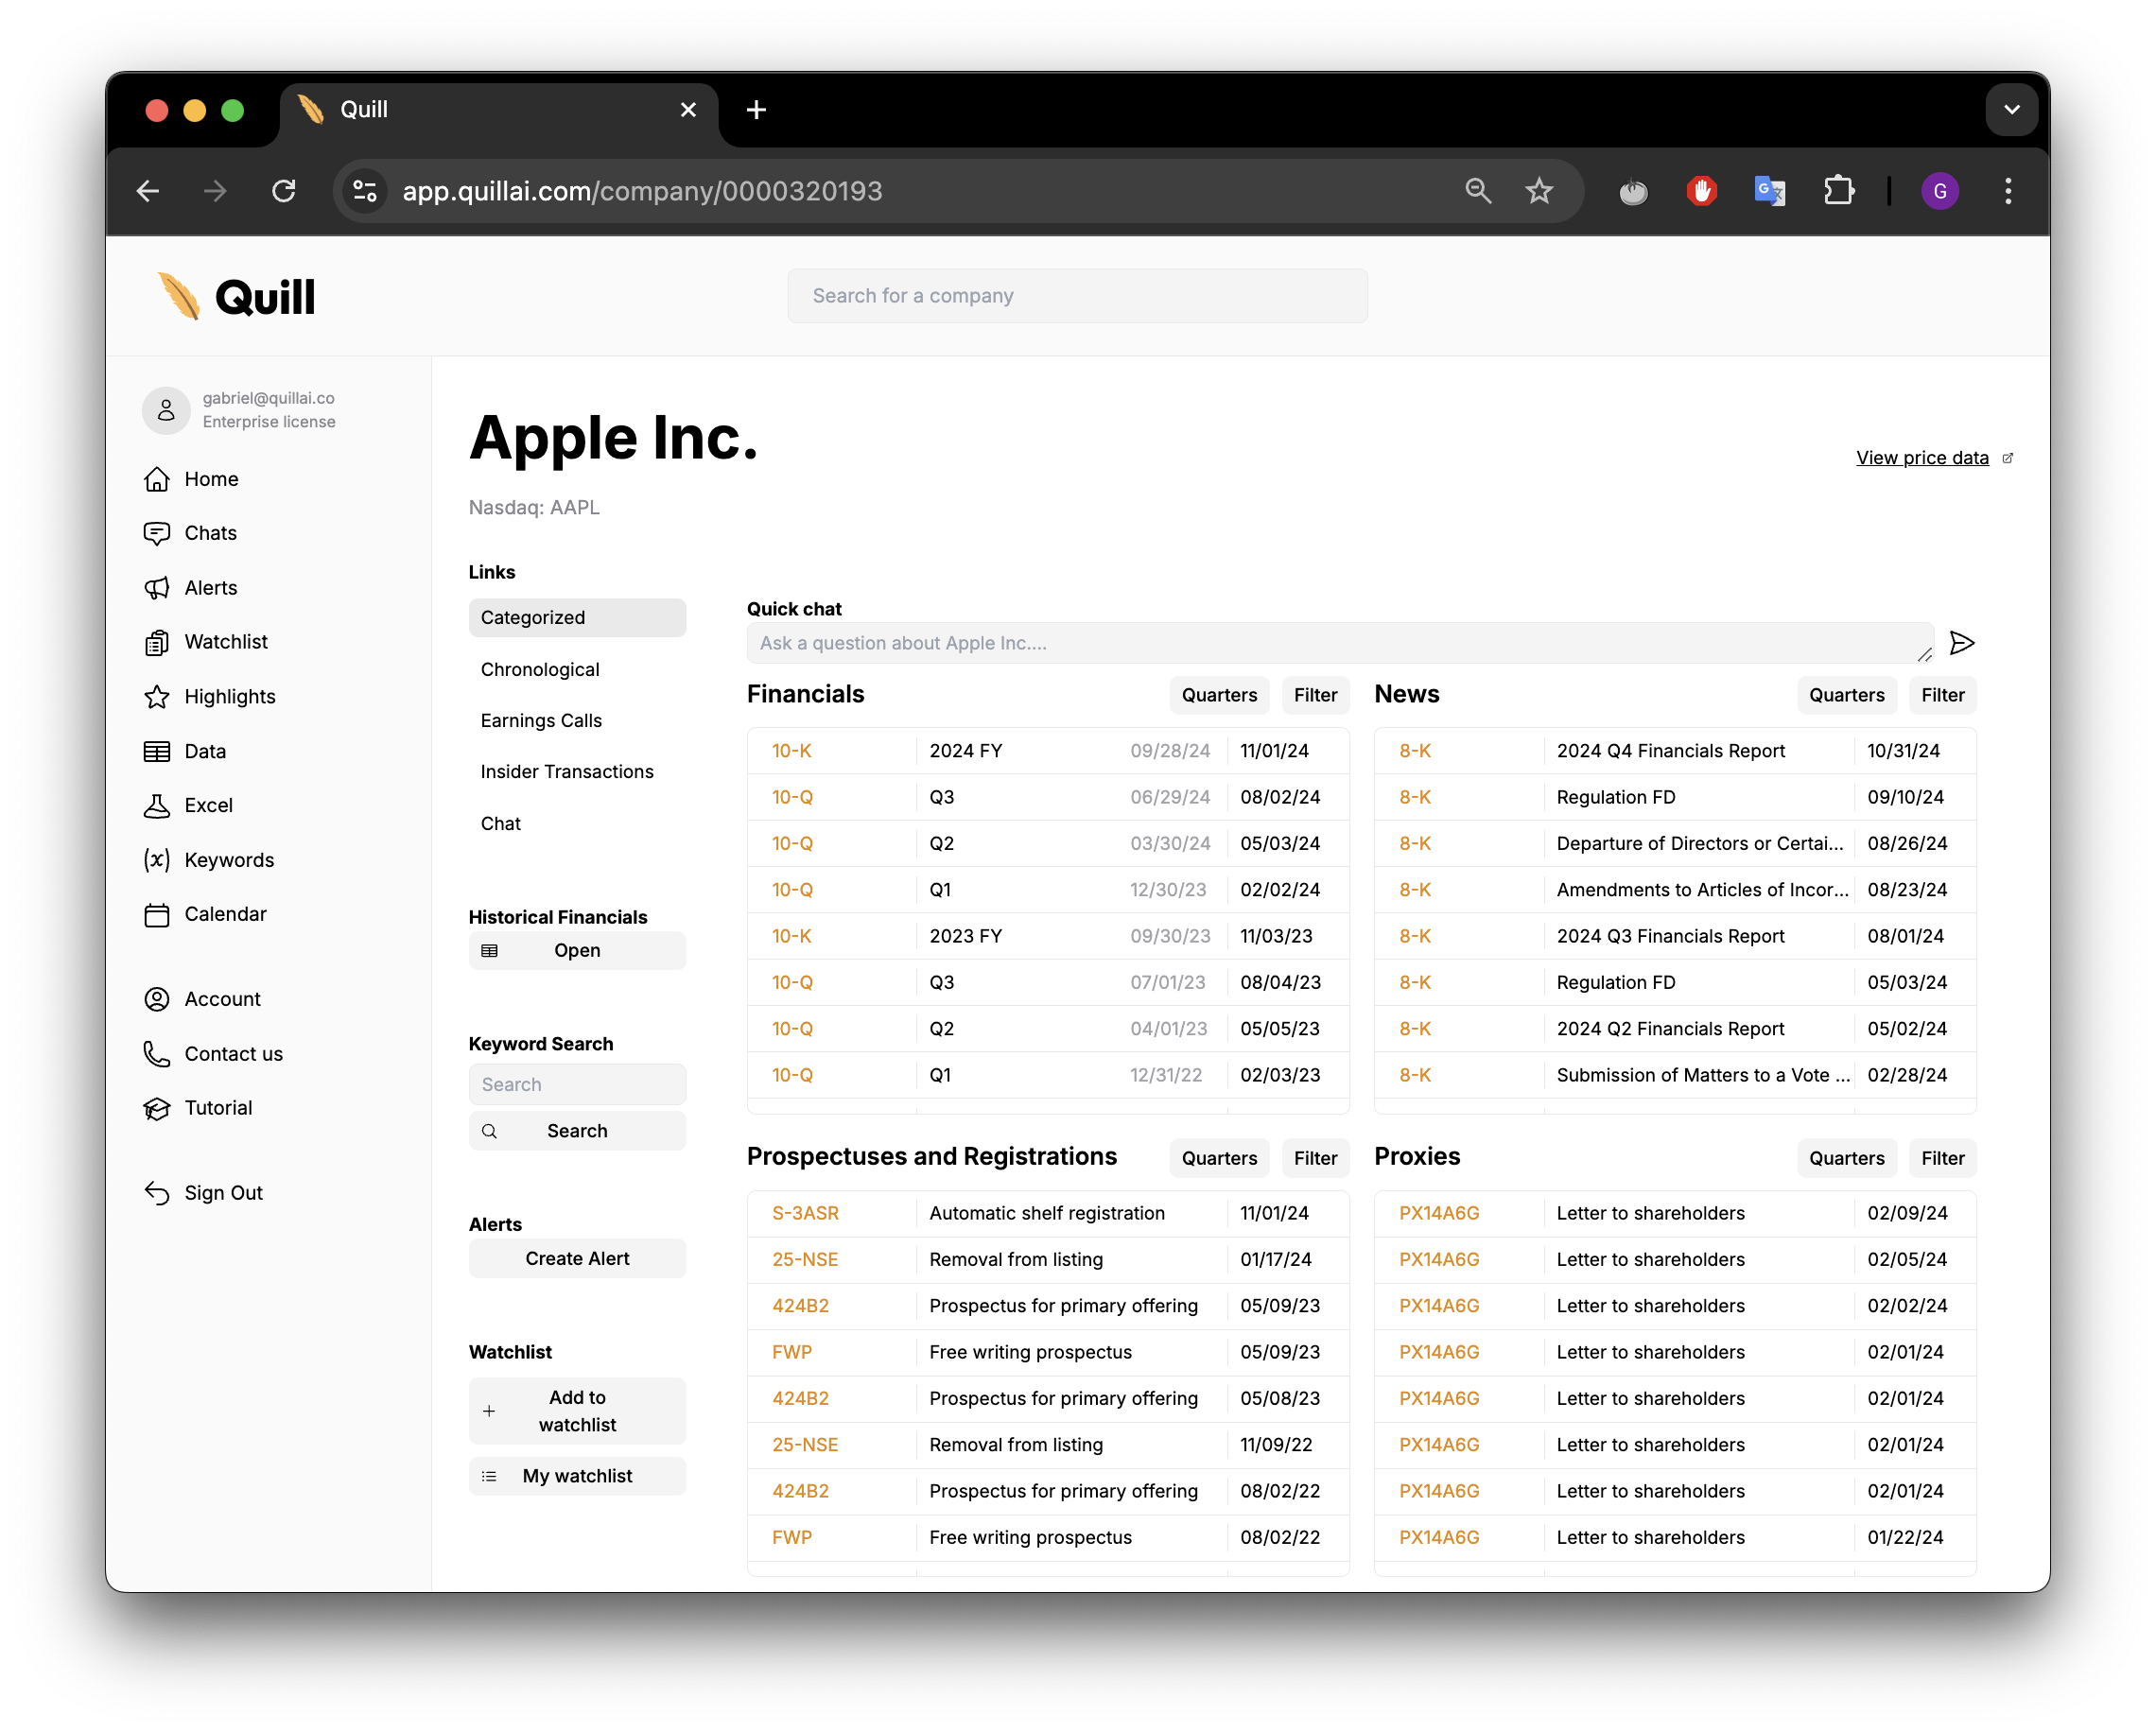 Quill
app.quillai.com/company/0000320193
G
Quill
Search for a company
gabriel@quillai.co
Enterprise license
Home
Chats
Alerts
Watchlist
Highlights
Data
Excel
Keywords
Calendar
Account
Contact us
Tutorial
Sign Out
Apple Inc.
View price data
Nasdaq: AAPL
Links
Categorized
Chronological
Earnings Calls
Insider Transactions
Chat
Historical Financials
Open
Keyword Search
Search
Search
Alerts
Create Alert
Watchlist
Add to
watchlist
My watchlist
Quick chat
Ask a question about Apple Inc....
Financials Quarters Filter
10-K 2024 FY 09/28/24 11/01/24
10-Q Q3 06/29/24 08/02/24
10-Q Q2 03/30/24 05/03/24
10-Q Q1 12/30/23 02/02/24
10-K 2023 FY 09/30/23 11/03/23
10-Q Q3 07/01/23 08/04/23
10-Q Q2 04/01/23 05/05/23
10-Q Q1 12/31/22 02/03/23
News Quarters Filter
8-K 2024 Q4 Financials Report 10/31/24
8-K Regulation FD 09/10/24
8-K Departure of Directors or Certai... 08/26/24
8-K Amendments to Articles of Incor... 08/23/24
8-K 2024 Q3 Financials Report 08/01/24
8-K Regulation FD 05/03/24
8-K 2024 Q2 Financials Report 05/02/24
8-K Submission of Matters to a Vote ... 02/28/24
Prospectuses and Registrations Quarters Filter
S-3ASR Automatic shelf registration 11/01/24
25-NSE Removal from listing 01/17/24
424B2 Prospectus for primary offering 05/09/23
FWP Free writing prospectus 05/09/23
424B2 Prospectus for primary offering 05/08/23
25-NSE Removal from listing 11/09/22
424B2 Prospectus for primary offering 08/02/22
FWP Free writing prospectus 08/02/22
Proxies Quarters Filter
PX14A6G Letter to shareholders 02/09/24
PX14A6G Letter to shareholders 02/05/24
PX14A6G Letter to shareholders 02/02/24
PX14A6G Letter to shareholders 02/01/24
PX14A6G Letter to shareholders 02/01/24
PX14A6G Letter to shareholders 02/01/24
PX14A6G Letter to shareholders 02/01/24
PX14A6G Letter to shareholders 01/22/24